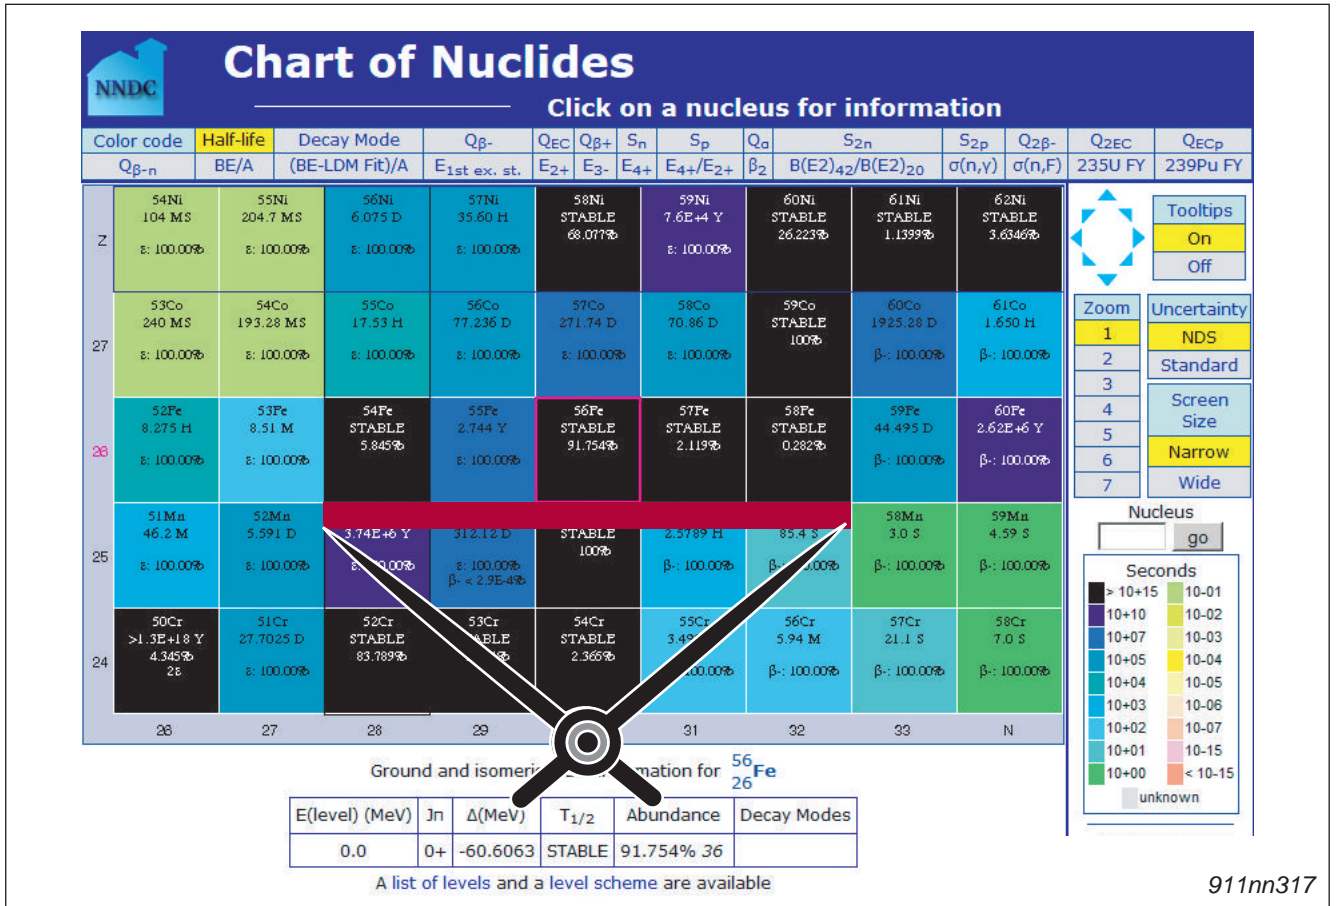 NNDC
Chart of Nuclides
Click on a nucleus for information
Color code Half-life Decay Mode Qβ- QEC Qβ+ Sn Sp Qα S2n S2p Q2β- Q2EC QECp
Qβ-n BE/A (BE-LDM Fit)/A E1st ex. st. E2+ E3- E4+ E4+/E2+ β2 B(E2)42/B(E2)20 σ(n,γ) σ(n,F) 235U FY 239Pu FY
54Ni 55Ni 56Ni 57Ni 58Ni 59Ni 60Ni 61Ni 62Ni
104 MS 204.7 MS 6.075 D 35.60 H STABLE 7.6E+4 Y STABLE STABLE STABLE
68.077% 26.223% 1.1399% 3.6346%
Z
ε: 100.00% ε: 100.00% ε: 100.00% ε: 100.00% ε: 100.00%
53Co 54Co 55Co 56Co 57Co 58Co 59Co 60Co 61Co
240 MS 193.28 MS 17.53 H 77.236 D 271.74 D 70.86 D STABLE 1925.28 D 1.650 H
100%
27
ε: 100.00% ε: 100.00% ε: 100.00% ε: 100.00% ε: 100.00% ε: 100.00% β-: 100.00% β-: 100.00%
52Fe 53Fe 54Fe 55Fe 56Fe 57Fe 58Fe 59Fe 60Fe
8.275 H 8.51 M STABLE 2.744 Y STABLE STABLE STABLE 44.495 D 2.62E+6 Y
5.845% 91.754% 2.119% 0.282%
26
ε: 100.00% ε: 100.00% ε: 100.00% β-: 100.00% β-: 100.00%
51Mn 52Mn 58Mn 59Mn
46.2 M 5.591 D 3.74E+6 Y 312.12 D STABLE 2.5789 H 85.4 S 3.0 S 4.59 S
100%
25
ε: 100.00% ε: 100.00% ε: 100.00% β-: 100.00% β-: 100.00% β-: 100.00%
β- < 2.9E-4%
50Cr 51Cr 52Cr 53Cr 54Cr 55Cr 56Cr 57Cr 58Cr
>1.3E+18 Y 27.7025 D STABLE STABLE 5.94 M 21.1 S 7.0 S
4.345% 83.789% 2.365%
24
2ε ε: 100.00% β-: 100.00% β-: 100.00% β-: 100.00%
26 27 28 29 31 32 33 N
Tooltips
On
Off
Zoom
1
2
3
4
5
6
7
Uncertainty
NDS
Standard
Screen
Size
Narrow
Wide
Nucleus
go
Seconds
> 10+15 10-01
10+10 10-02
10+07 10-03
10+05 10-04
10+04 10-05
10+03 10-06
10+02 10-07
10+01 10-15
10+00 < 10-15
unknown
Ground and isomeri mation for 56 26 Fe
E(level) (MeV) Jπ Δ(MeV) T1/2 Abundance Decay Modes
0.0 0+ -60.6063 STABLE 91.754% 36
A list of levels and a level scheme are available
911nn317